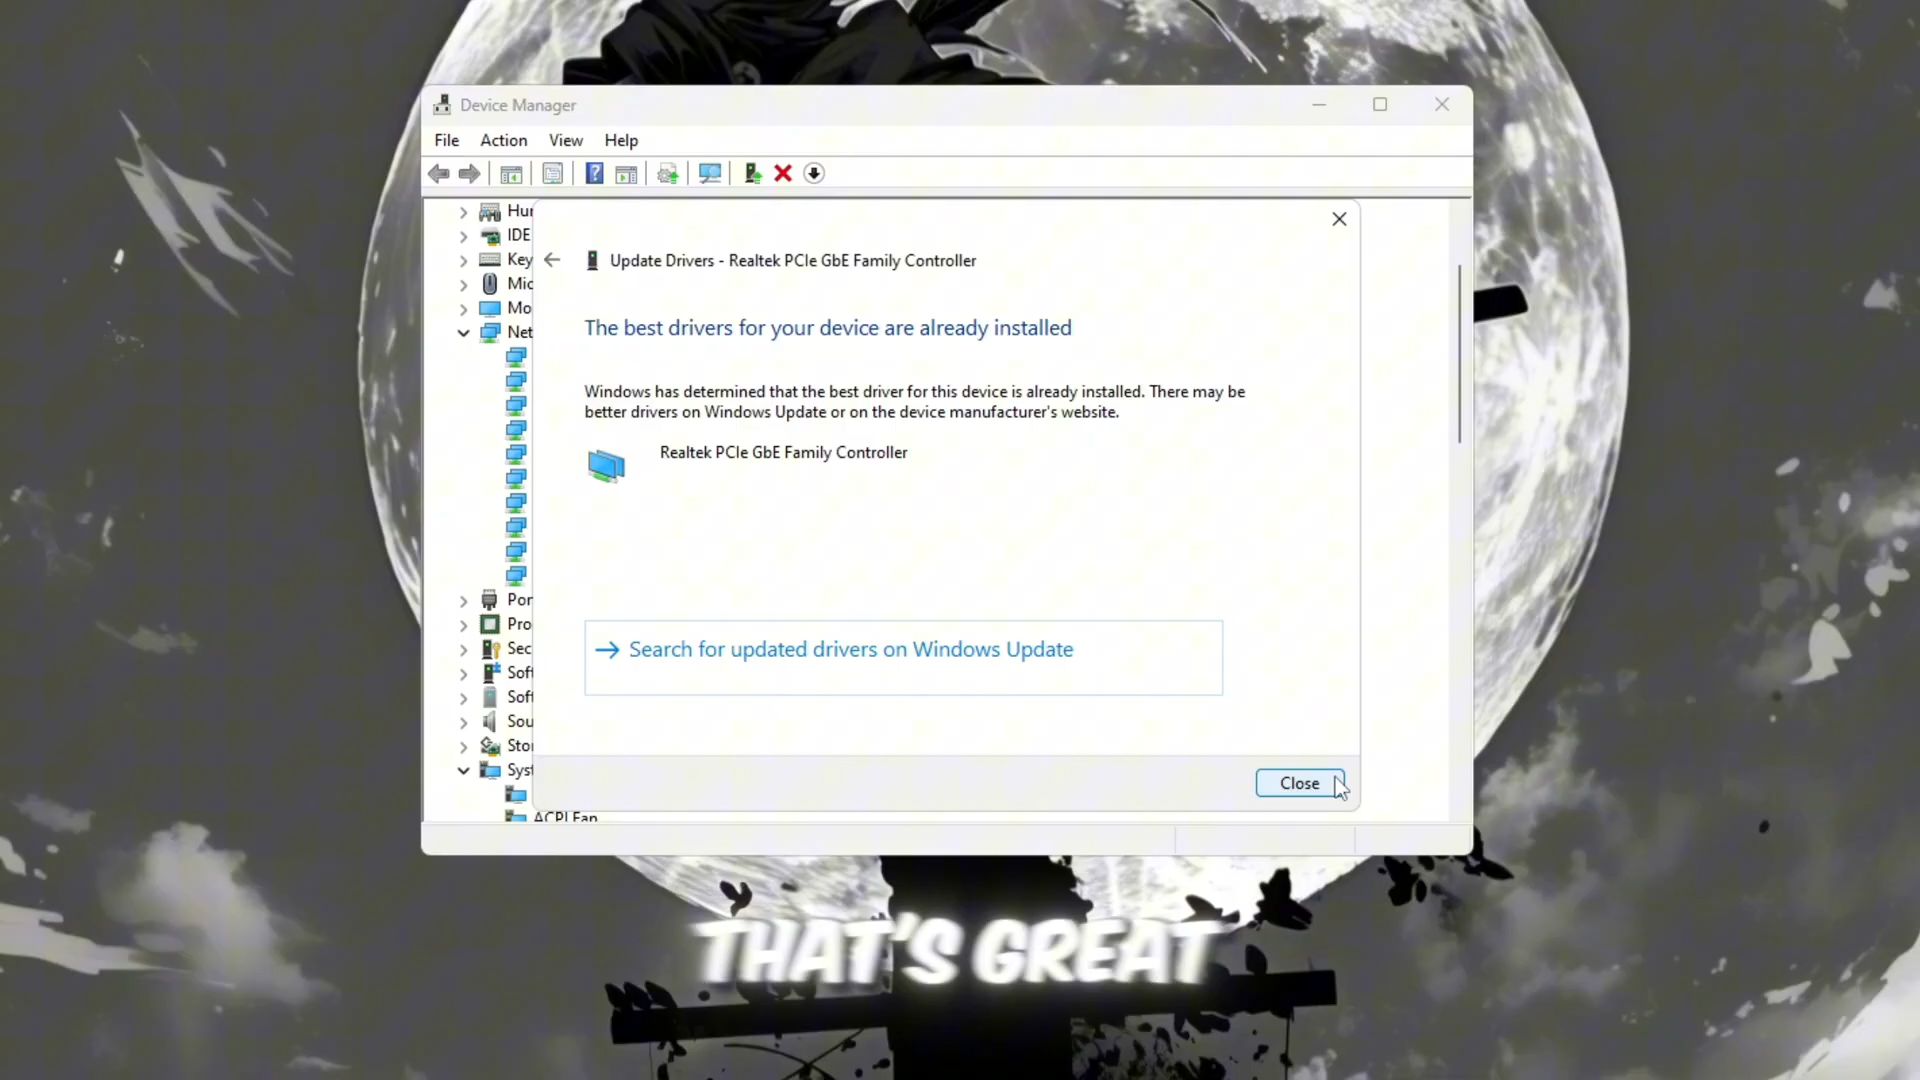 Device Manager
File Action View Help
Hu
IDE
Key
Mic
Mo
Net
Por
Pro
Sec
Soft
Soft
Sou
Sto
Syst
ACPI Fan
Update Drivers - Realtek PCIe GbE Family Controller
The best drivers for your device are already installed
Windows has determined that the best driver for this device is already installed. There may be
better drivers on Windows Update or on the device manufacturer's website.
Realtek PCIe GbE Family Controller
Search for updated drivers on Windows Update
Close
THAT'S GREAT